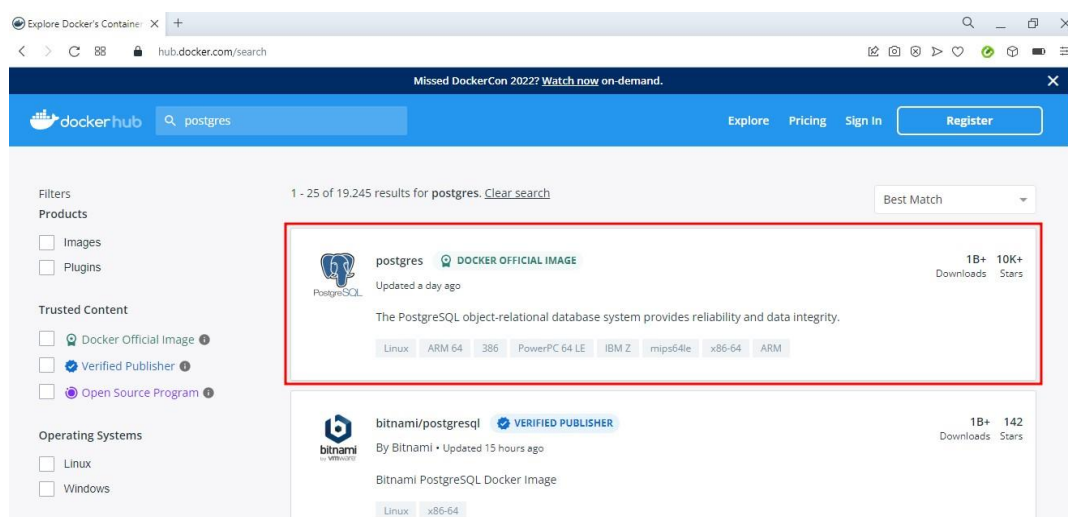 Explore Docker's Container
hub.docker.com/search
Missed DockerCon 2022? Watch now on-demand.
dockerhub
postgres
Explore Pricing Sign In Register
Filters
Products
Images
Plugins
Trusted Content
Docker Official Image
Verified Publisher
Open Source Program
Operating Systems
Linux
Windows
1 - 25 of 19.245 results for postgres. Clear search
Best Match
PostgreSQL
postgres DOCKER OFFICIAL IMAGE
Updated a day ago
The PostgreSQL object-relational database system provides reliability and data integrity.
Linux ARM 64 386 PowerPC 64 LE IBM Z mips64le x86-64 ARM
1B+ 10K+
Downloads Stars
bitnami
by vmware
bitnami/postgresql VERIFIED PUBLISHER
By Bitnami • Updated 15 hours ago
Bitnami PostgreSQL Docker Image
Linux x86-64
1B+ 142
Downloads Stars